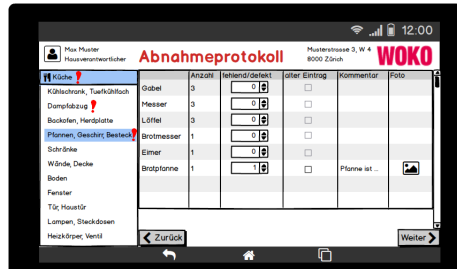 12:00
Max Muster
Hausverantwortlicher
Abnahmeprotokoll
Musterstrasse 3, W 4
8000 Zürich
WOKO
Küche
Kühlschrank, Tuefkühlfach
Dampfabzug
Backofen, Herdplatte
Pfannen, Geschirr, Besteck
Schränke
Wände, Decke
Boden
Fenster
Tür, Haustür
Lampen, Steckdosen
Heizkörper, Ventil
Anzahl fehlend/defekt alter Eintrag Kommentar Foto
Gabel 3 0
Messer 3 0
Löffel 3 0
Brotmesser 1 0
Eimer 1 0
Bratpfanne 1 1 Pfanne ist ...
Zurück
Weiter